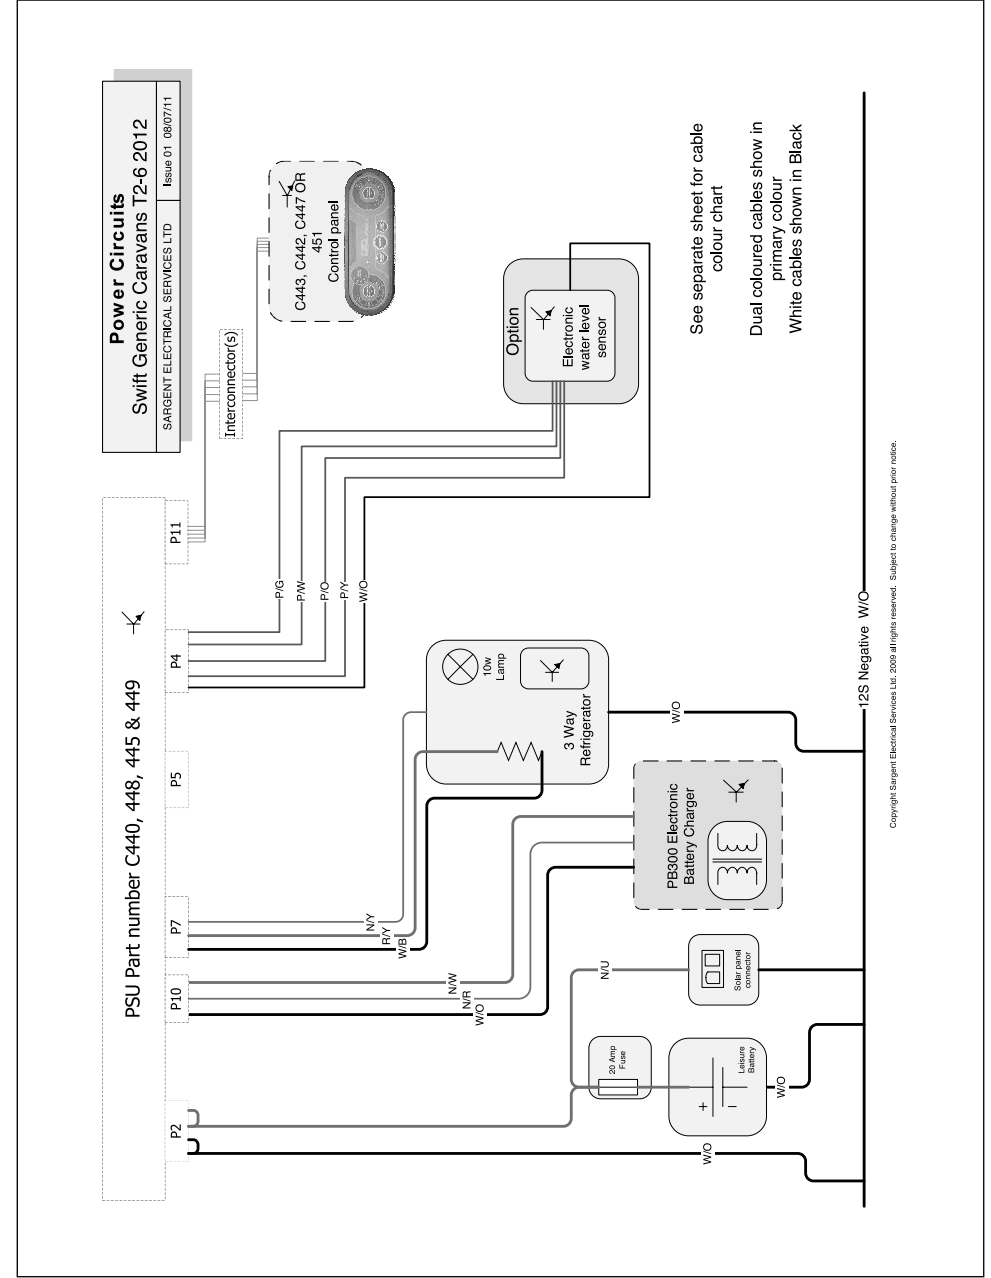 Power Circuits
Swift Generic Caravans T2-6 2012
SARGENT ELECTRICAL SERVICES LTD
Issue 01 08/07/11
PSU Part number C440, 448, 445 & 449
P2
P10
P7
P5
P4
P11
Interconnector(s)
C443, C442, C447 OR
451
Control panel
P/G
P/W
P/O
P/Y
W/O
Option
Electronic
water level
sensor
N/Y
R/Y
W/B
10w
Lamp
3 Way
Refrigerator
W/O
N/W
N/R
W/O
PB300 Electronic
Battery Charger
N/U
Solar panel
connector
20 Amp
Fuse
+
–
Leisure
Battery
W/O
W/O
12S Negative W/O
See separate sheet for cable
colour chart
Dual coloured cables show in
primary colour
White cables shown in Black
Copyright Sargent Electrical Services Ltd. 2009 all rights reserved. Subject to change without prior notice.